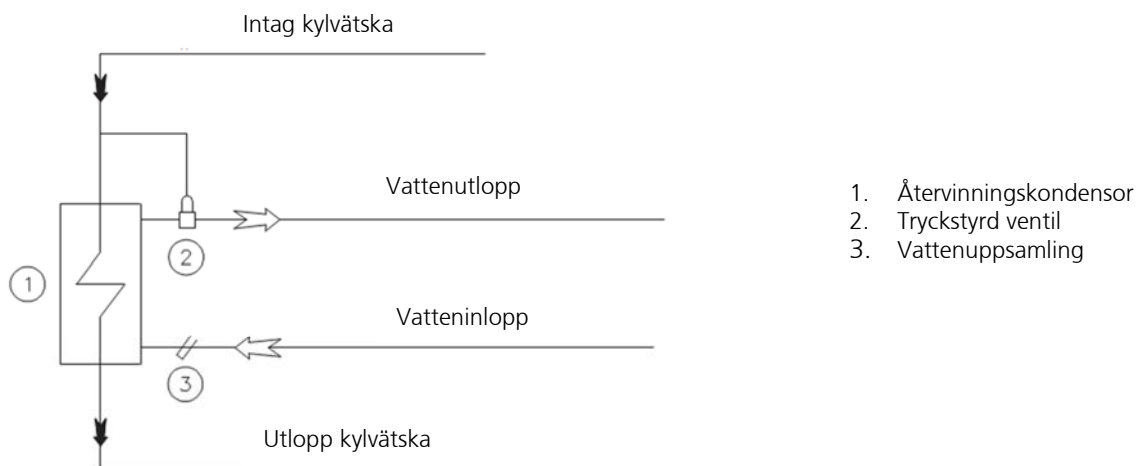 Intag kylvätska
Vattenutlopp
2
1
Vatteninlopp
3
Utlopp kylvätska
1. Återvinningskondensor
2. Tryckstyrd ventil
3. Vattenuppsamling